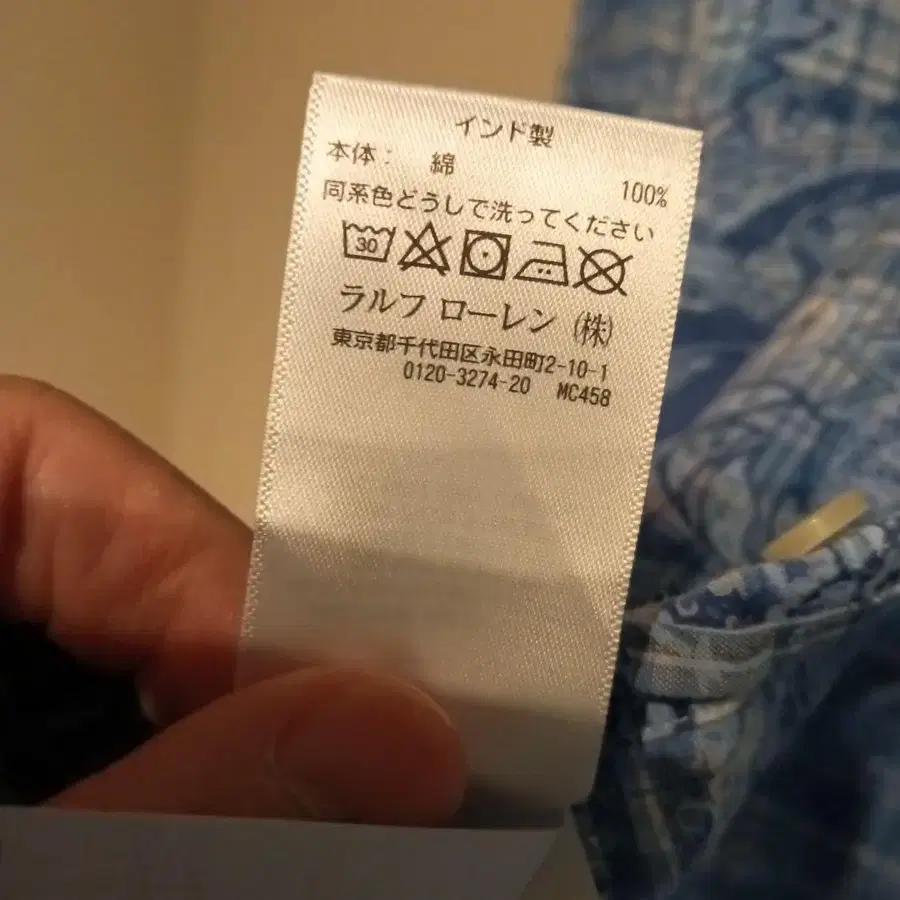 インド製
本体： 綿 100%
同系色どうしで洗ってください
30
ラルフ ローレン (株)
東京都千代田区永田町2-10-1
0120-3274-20 MC458